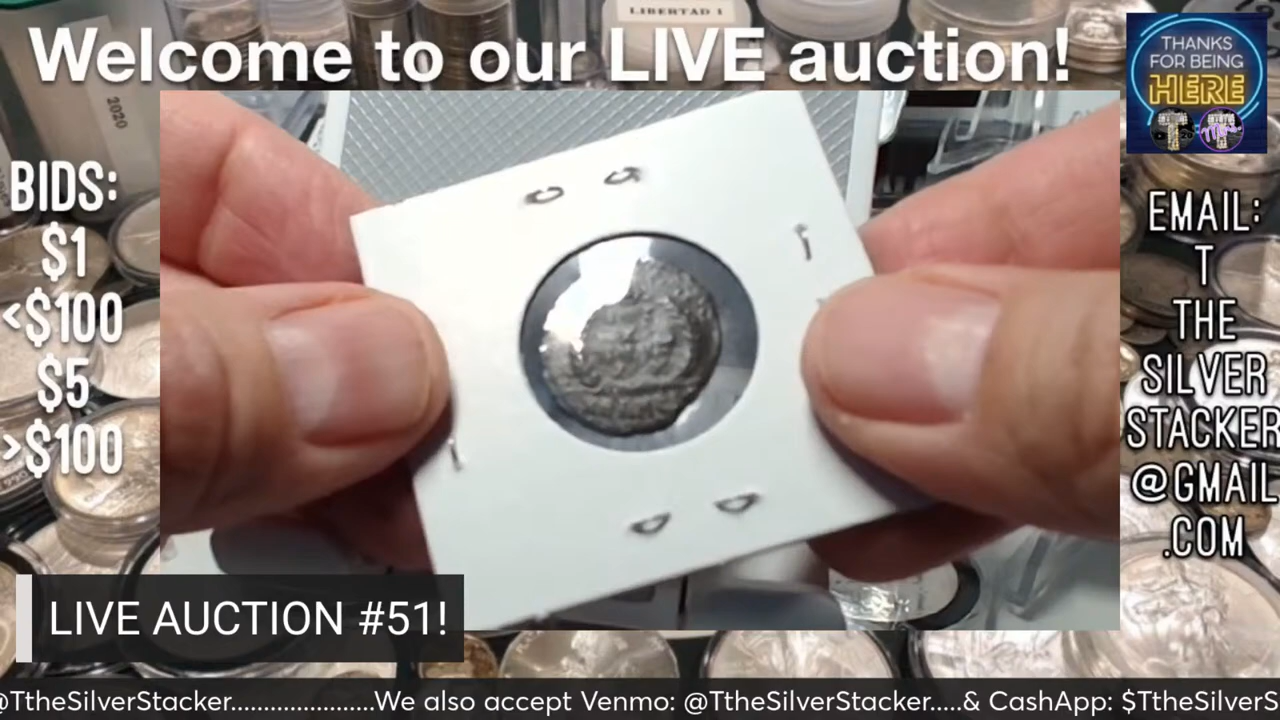 LIBERTAD 1
Welcome to our LIVE auction!
THANKS
FOR BEING
HERE
2020
BIDS:
$1
<$100
$5
>$100
EMAIL:
T
THE
SILVER
STACKER
@GMAIL
.COM
LIVE AUCTION #51!
@TtheSilverStacker......................We also accept Venmo: @TtheSilverStacker.....& CashApp: $TtheSilverS